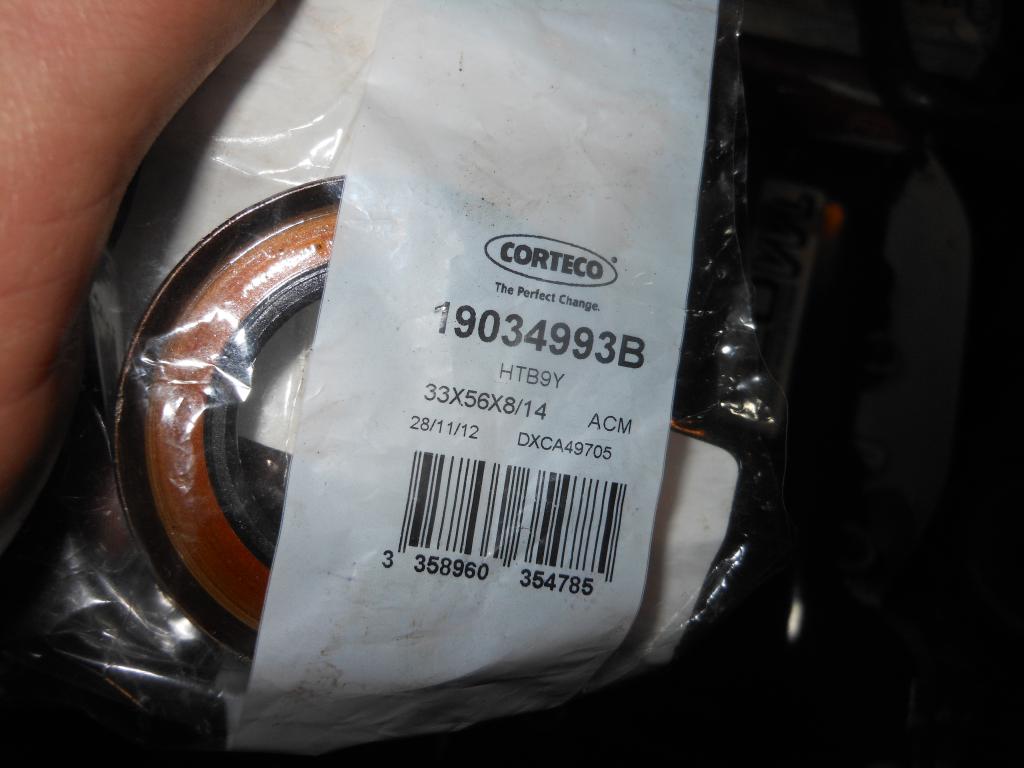 CORTECO
The Perfect Change.
19034993B
HTB9Y
33X56X8/14 ACM
28/11/12 DXCA49705
3 358960 354785